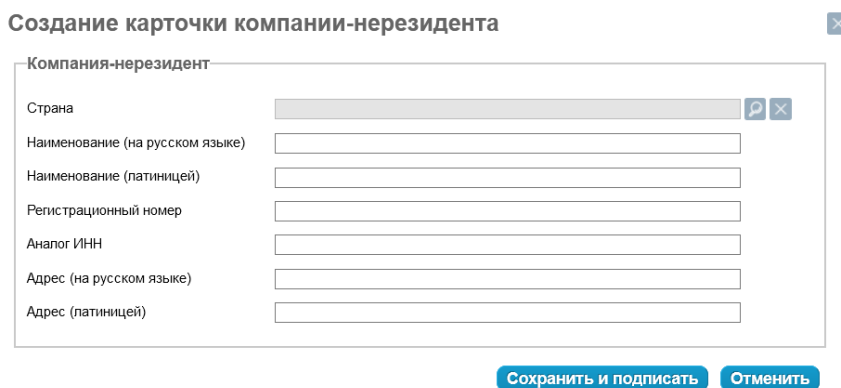 Создание карточки компании-нерезидента
Компания-нерезидент
Страна
Наименование (на русском языке)
Наименование (латиницей)
Регистрационный номер
Аналог ИНН
Адрес (на русском языке)
Адрес (латиницей)
Сохранить и подписать Отменить